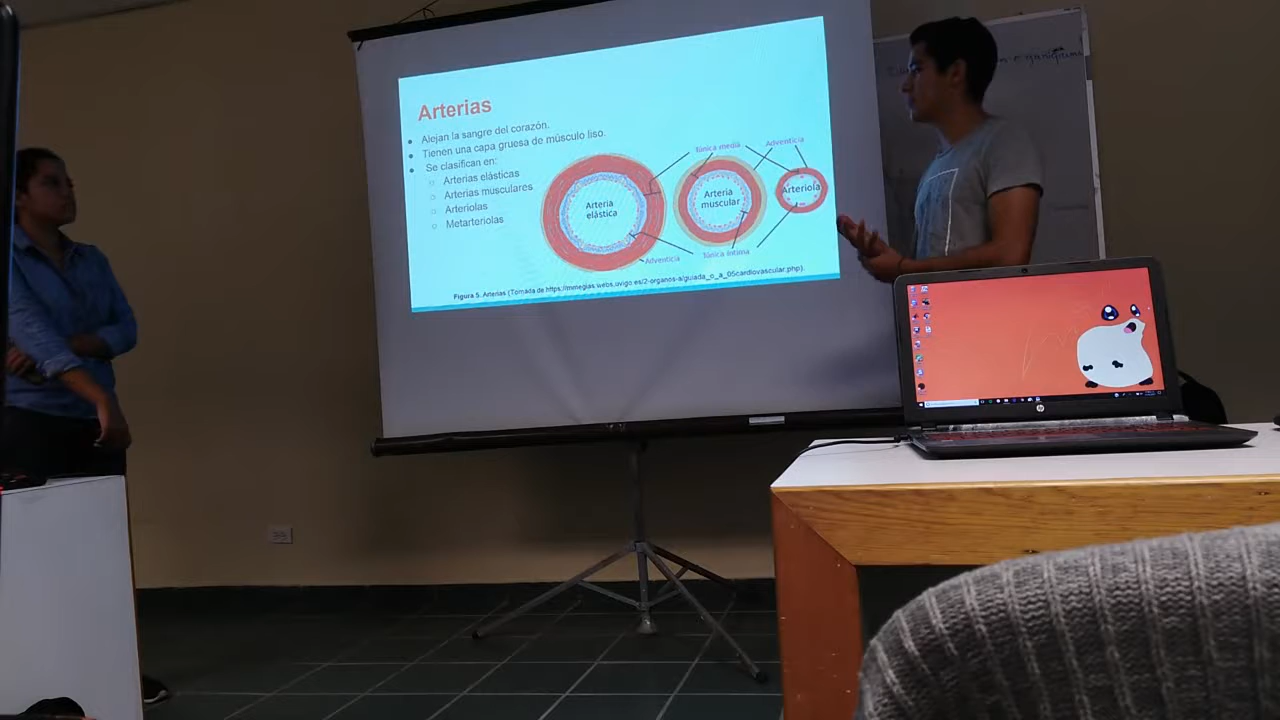 Arterias
Alejan la sangre del corazón.
Tienen una capa gruesa de músculo liso.
Se clasifican en:
Arterias elásticas
Arterias musculares
Arteriolas
Metarteriolas
Túnica media
Adventicia
Arteria
elástica
Arteria
muscular
Arteriola
Adventicia
Túnica íntima
Figura 5. Arterias (Tomada de https://mmegias.webs.uvigo.es/2-organos-a/guiada_o_a_05cardiovascular.php).
hp